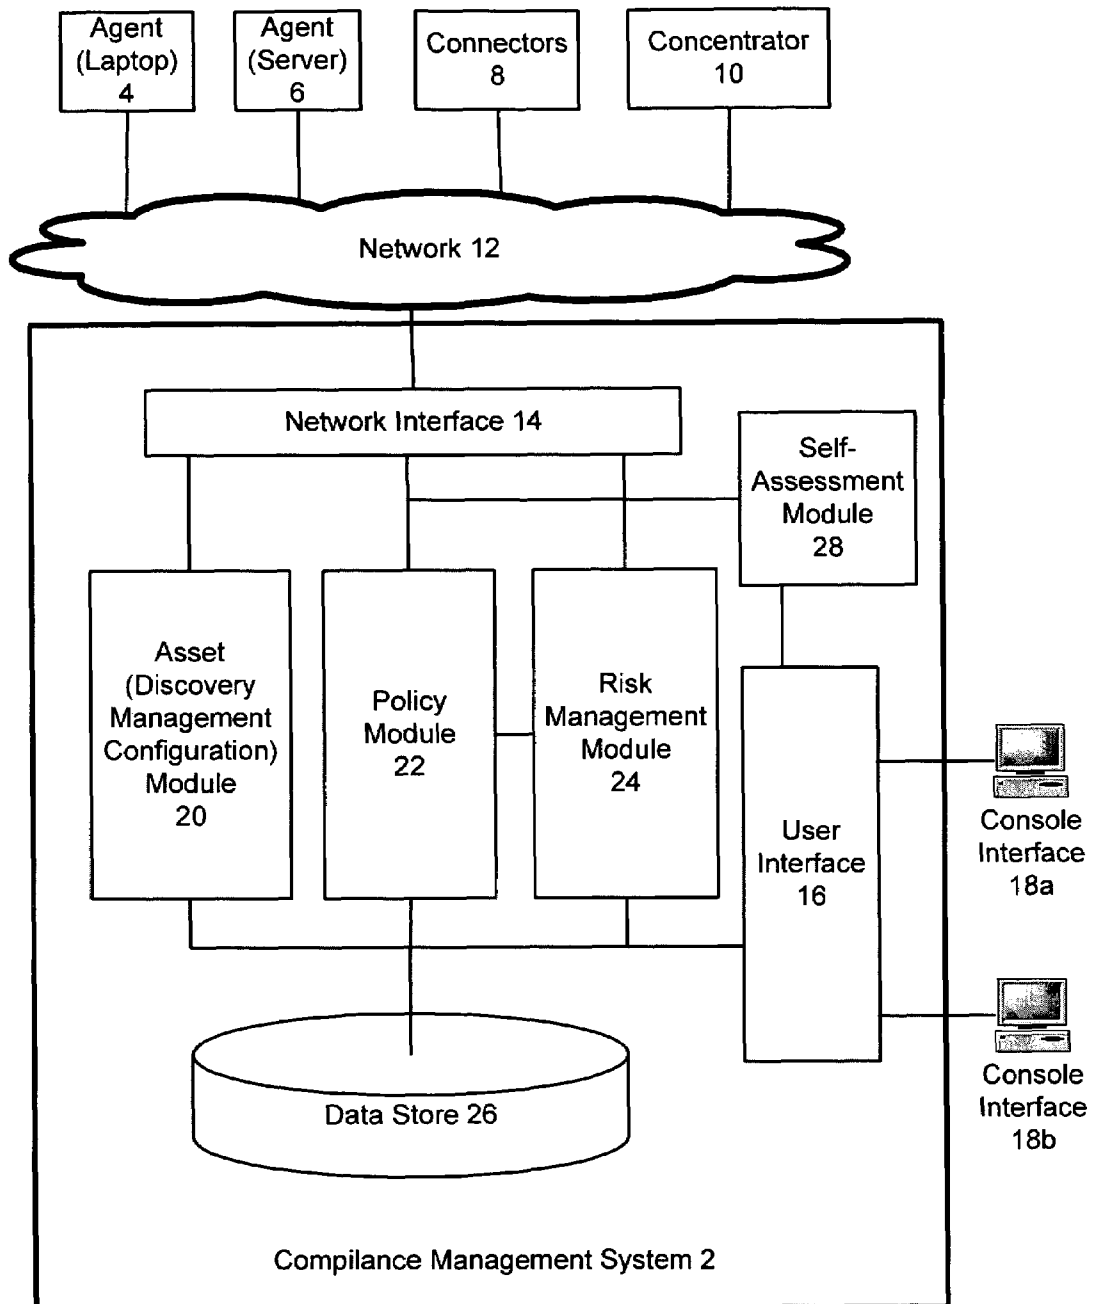 Agent
(Laptop)
4
Agent
(Server)
6
Connectors
8
Concentrator
10
Network 12
Network Interface 14
Self-
Assessment
Module
28
Asset
(Discovery
Management
Configuration)
Module
20
Policy
Module
22
Risk
Management
Module
24
User
Interface
16
Console
Interface
18a
Console
Interface
18b
Data Store 26
Compilance Management System 2